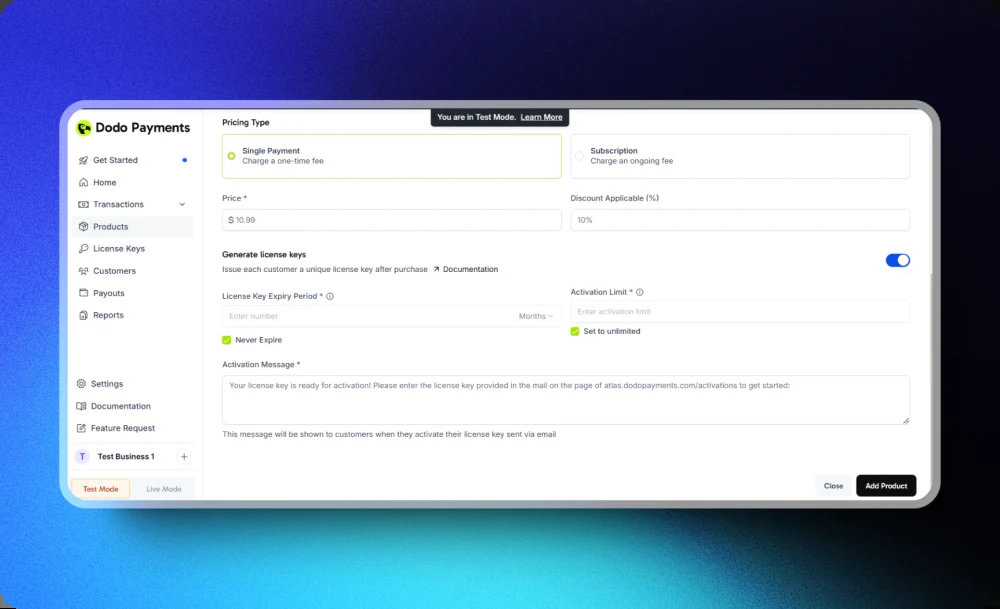 You are in Test Mode. Learn More
Dodo Payments
Get Started
Home
Transactions
Products
License Keys
Customers
Payouts
Reports
Settings
Documentation
Feature Request
T Test Business 1 +
Test Mode Live Mode
Pricing Type
Single Payment
Charge a one-time fee
Subscription
Charge an ongoing fee
Price *
$ 10.99
Discount Applicable (%)
10%
Generate license keys
Issue each customer a unique license key after purchase Documentation
License Key Expiry Period *
Enter number Months
Never Expire
Activation Limit *
Enter activation limit
Set to unlimited
Activation Message *
Your license key is ready for activation! Please enter the license key provided in the mail on the page of atlas.dodopayments.com/activations to get started:
This message will be shown to customers when they activate their license key sent via email
Close Add Product